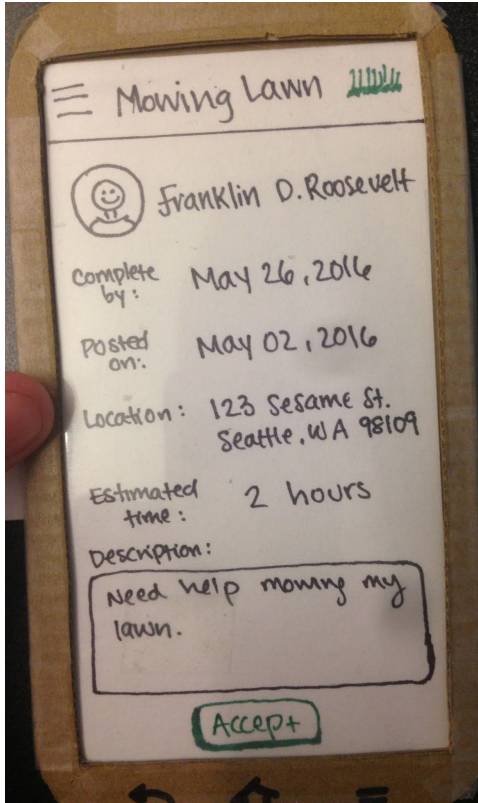 Mowing Lawn
Franklin D. Roosevelt
Complete by: May 26, 2016
Posted on: May 02, 2016
Location: 123 Sesame St.
Seattle, WA 98109
Estimated time: 2 hours
Description:
Need help mowing my
lawn.
Accept